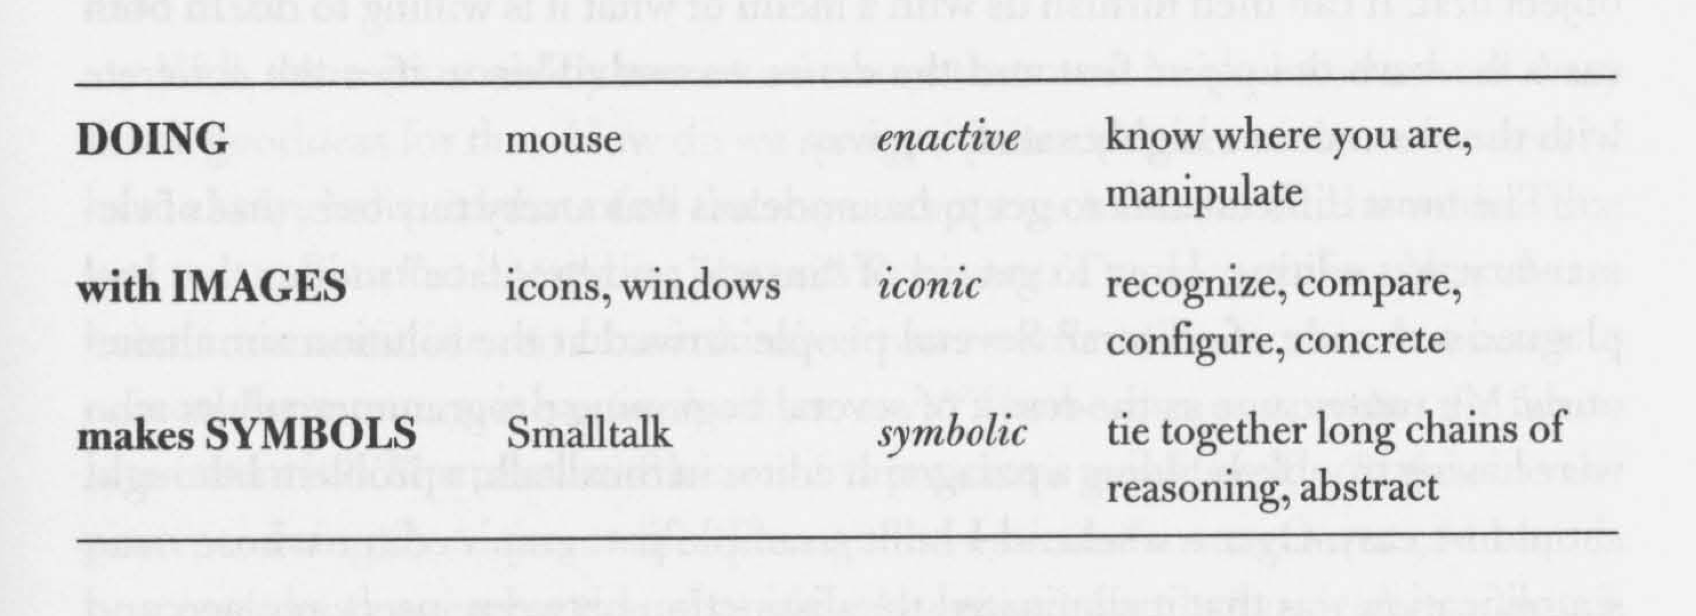 DOING mouse enactive know where you are,
manipulate
with IMAGES icons, windows iconic recognize, compare,
configure, concrete
makes SYMBOLS Smalltalk symbolic tie together long chains of
reasoning, abstract